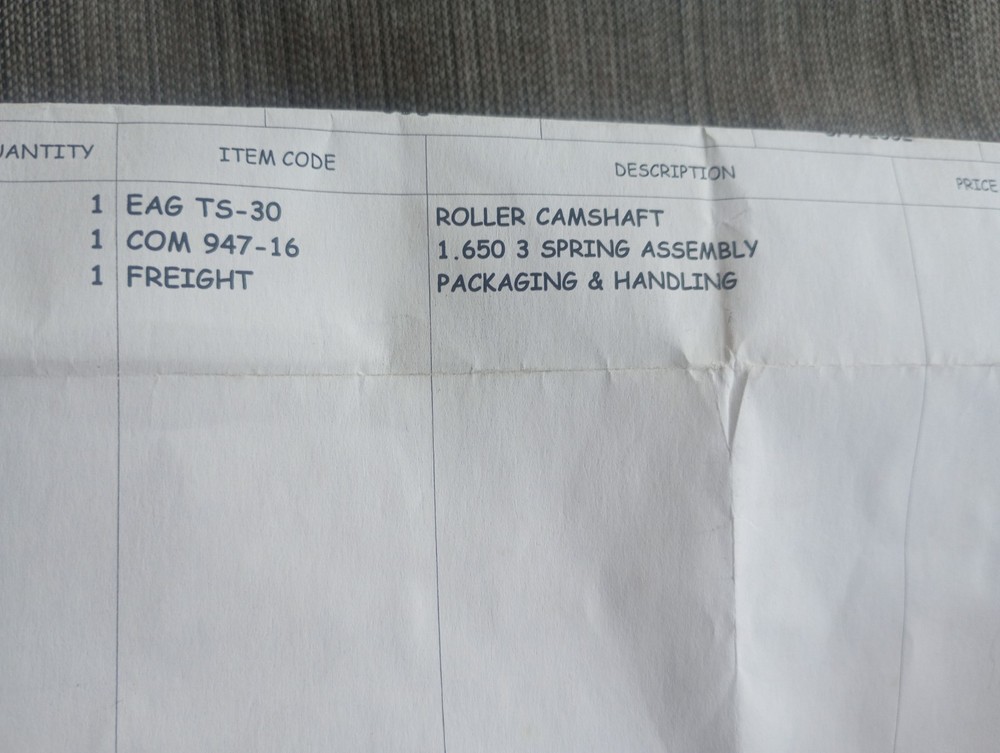 UANTITY ITEM CODE DESCRIPTION PRICE
1 EAG TS-30 ROLLER CAMSHAFT
1 COM 947-16 1.650 3 SPRING ASSEMBLY
1 FREIGHT PACKAGING & HANDLING